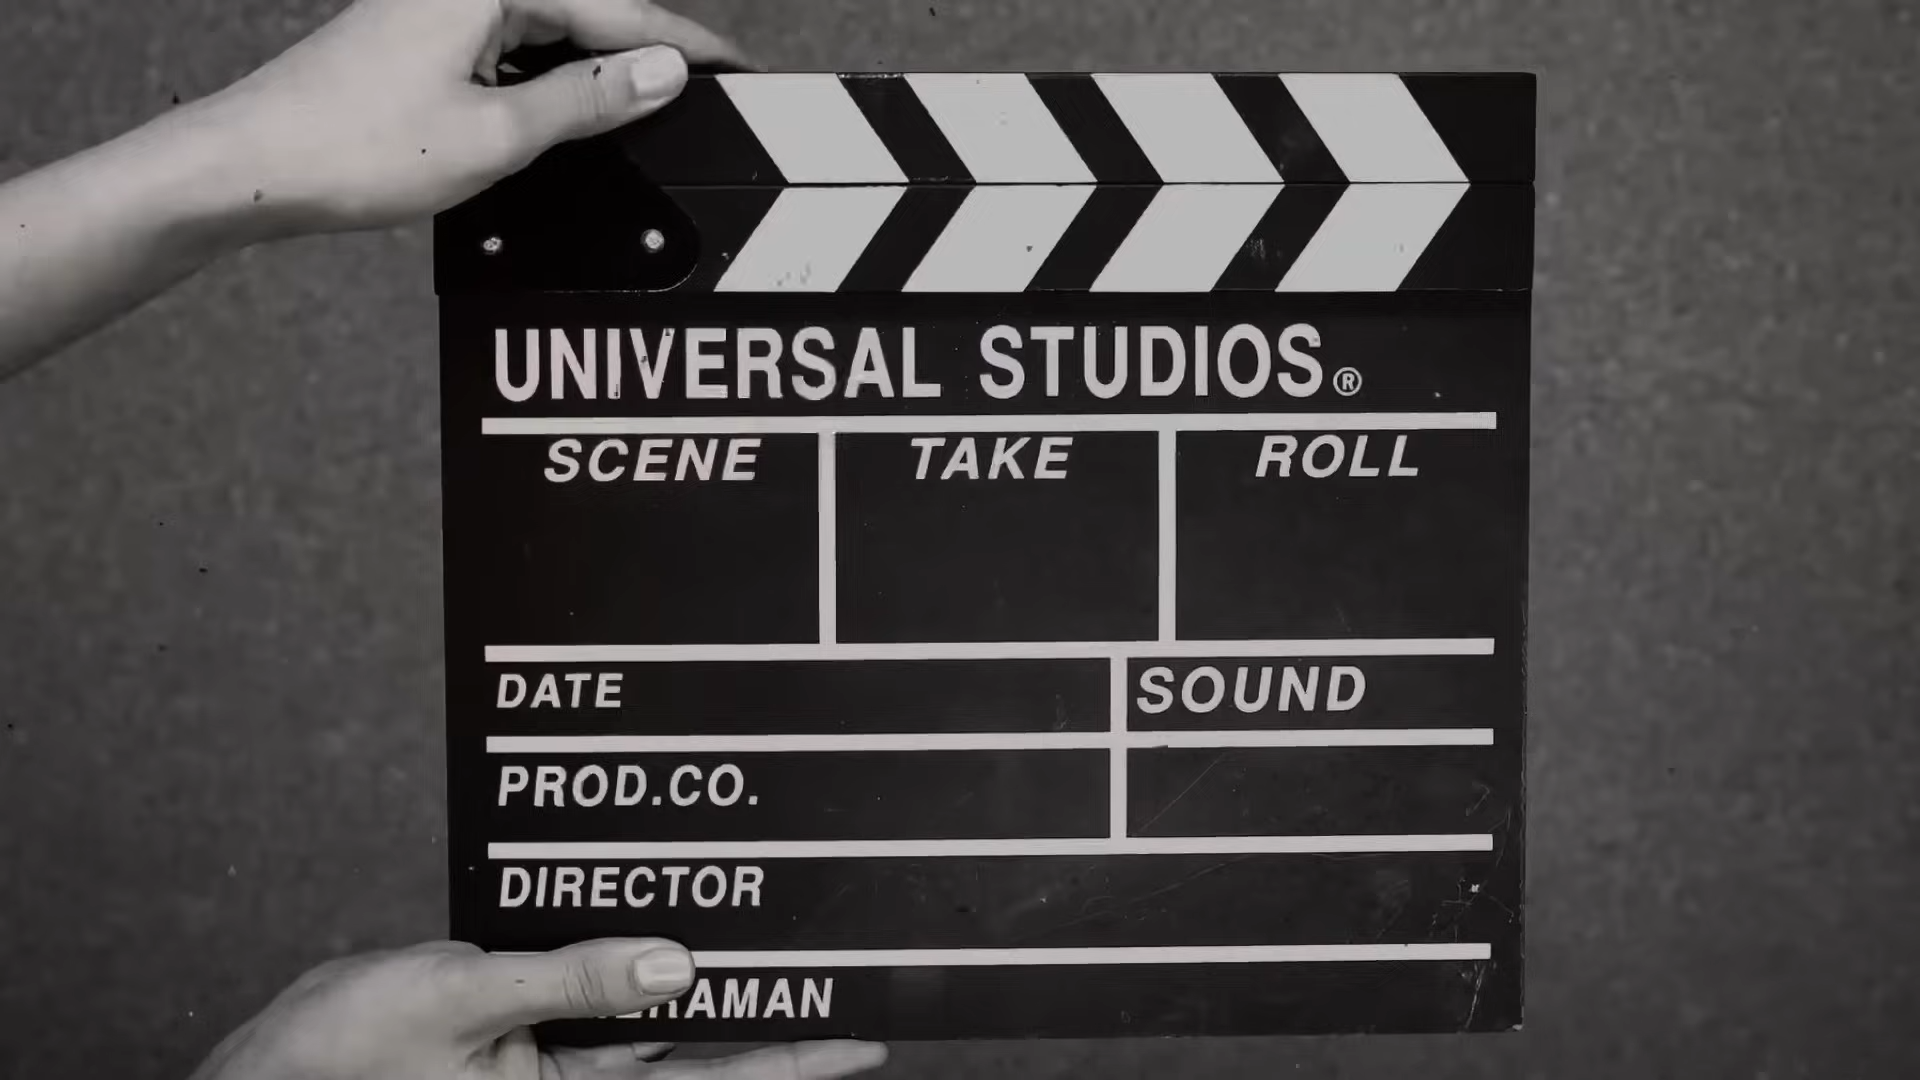 UNIVERSAL STUDIOS®
SCENE TAKE ROLL
DATE SOUND
PROD.CO.
DIRECTOR